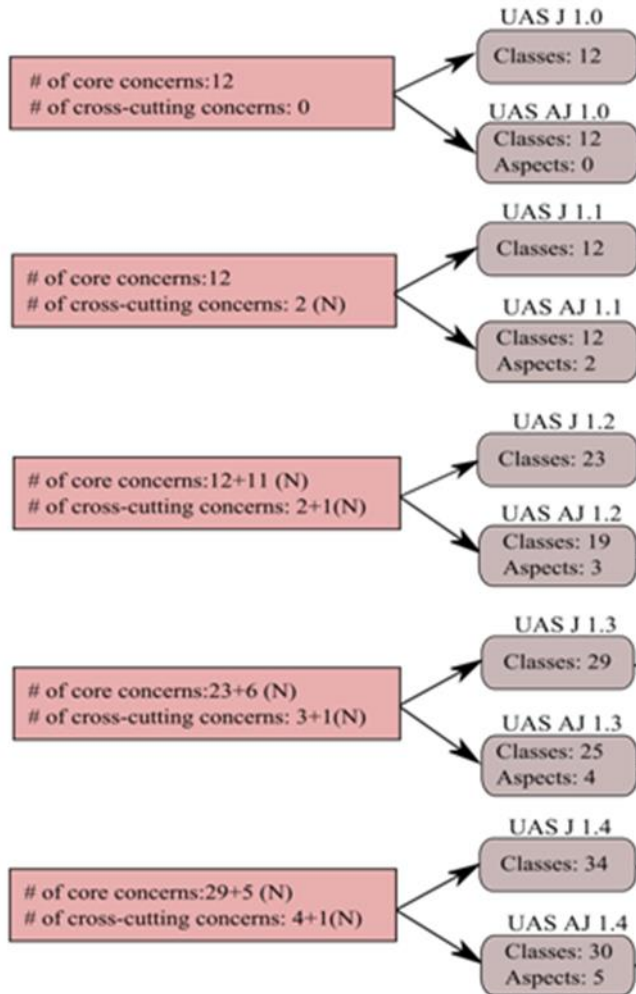 UAS J 1.0
# of core concerns:12
# of cross-cutting concerns: 0
Classes: 12
UAS AJ 1.0
Classes: 12
Aspects: 0
UAS J 1.1
# of core concerns:12
# of cross-cutting concerns: 2 (N)
Classes: 12
UAS AJ 1.1
Classes: 12
Aspects: 2
UAS J 1.2
# of core concerns:12+11 (N)
# of cross-cutting concerns: 2+1(N)
Classes: 23
UAS AJ 1.2
Classes: 19
Aspects: 3
UAS J 1.3
# of core concerns:23+6 (N)
# of cross-cutting concerns: 3+1(N)
Classes: 29
UAS AJ 1.3
Classes: 25
Aspects: 4
UAS J 1.4
# of core concerns:29+5 (N)
# of cross-cutting concerns: 4+1(N)
Classes: 34
UAS AJ 1.4
Classes: 30
Aspects: 5